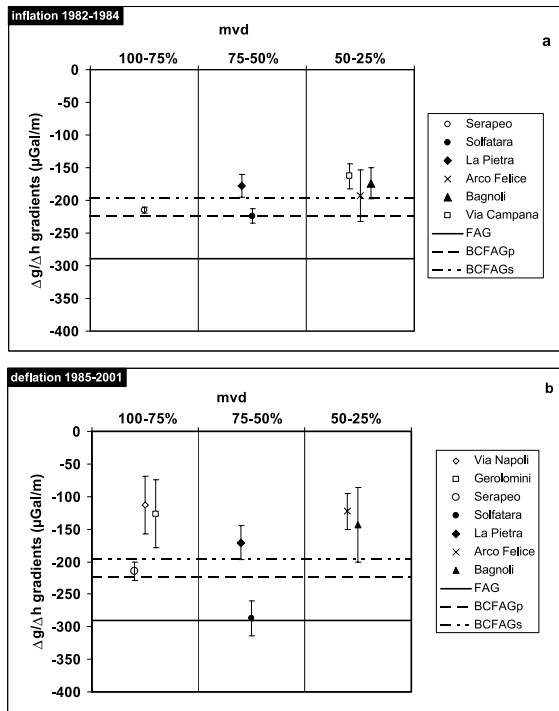 inflation 1982-1984
a
mvd
100-75% 75-50% 50-25%
Δg/Δh gradients (µGal/m)
0
-50
-100
-150
-200
-250
-300
-350
-400
Serapeo
Solfatara
La Pietra
Arco Felice
Bagnoli
Via Campana
FAG
BCFAGp
BCFAGs
deflation 1985-2001
b
mvd
100-75% 75-50% 50-25%
Δg/Δh gradients (µGal/m)
0
-50
-100
-150
-200
-250
-300
-350
-400
Via Napoli
Gerolomini
Serapeo
Solfatara
La Pietra
Arco Felice
Bagnoli
FAG
BCFAGp
BCFAGs